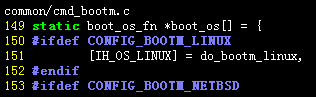 common/cmd_bootm.c
149 static boot_os_fn *boot_os[] = {
150 #ifdef CONFIG_BOOTM_LINUX
151         [IH_OS_LINUX] = do_bootm_linux,
152 #endif
153 #ifdef CONFIG_BOOTM_NETBSD